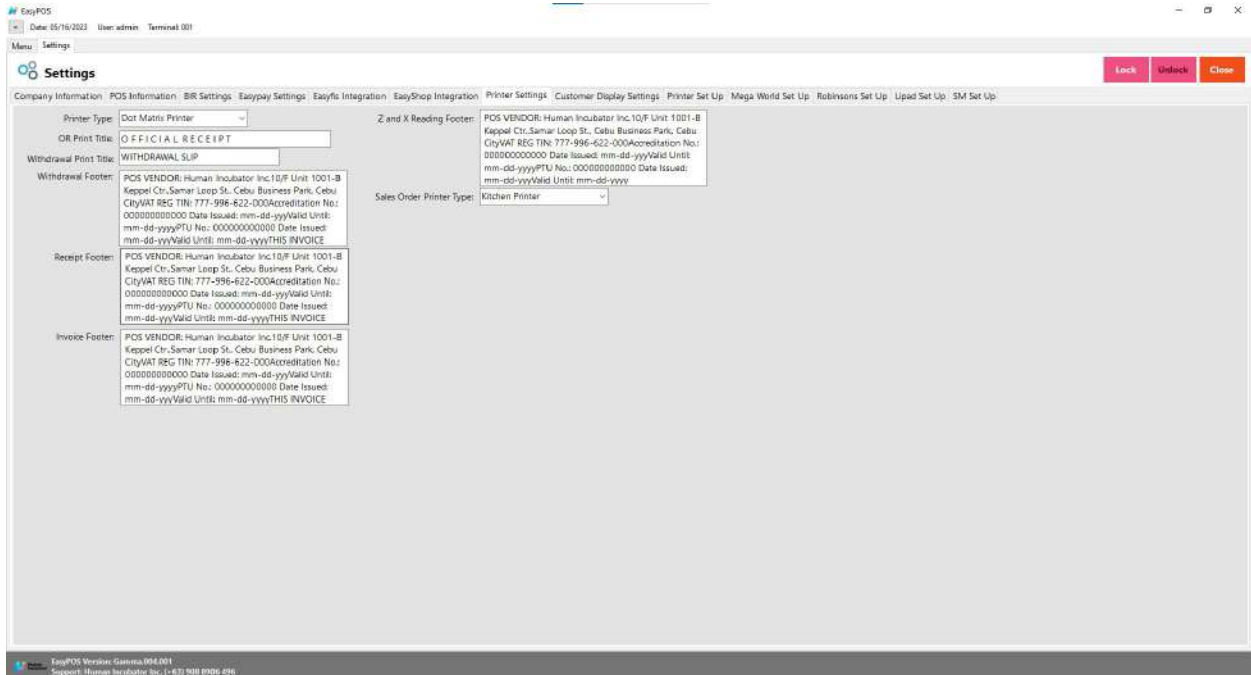 EasyPOS
Date: 05/16/2023 User: admin Terminal: 001
Menu Settings
Settings
Lock Unlock Close
Company Information POS Information BIR Settings Easypay Settings Easyfis Integration EasyShop Integration Printer Settings Customer Display Settings Printer Set Up Mega World Set Up Robinsons Set Up Lipad Set Up SM Set Up
Printer Type: Dot Matrix Printer
OR Print Title: O F F I C I A L R E C E I P T
Withdrawal Print Title: WITHDRAWAL SLIP
Withdrawal Footer: POS VENDOR: Human Incubator Inc.10/F Unit 1001-B
Keppel Ctr.,Samar Loop St., Cebu Business Park, Cebu
CityVAT REG TIN: 777-996-622-000Accreditation No.:
000000000000 Date Issued: mm-dd-yyyValid Until:
mm-dd-yyyyPTU No.: 000000000000 Date Issued:
mm-dd-yyyValid Until: mm-dd-yyyyTHIS INVOICE
Receipt Footer: POS VENDOR: Human Incubator Inc.10/F Unit 1001-B
Keppel Ctr.,Samar Loop St., Cebu Business Park, Cebu
CityVAT REG TIN: 777-996-622-000Accreditation No.:
000000000000 Date Issued: mm-dd-yyyValid Until:
mm-dd-yyyyPTU No.: 000000000000 Date Issued:
mm-dd-yyyValid Until: mm-dd-yyyyTHIS INVOICE
Invoice Footer: POS VENDOR: Human Incubator Inc.10/F Unit 1001-B
Keppel Ctr.,Samar Loop St., Cebu Business Park, Cebu
CityVAT REG TIN: 777-996-622-000Accreditation No.:
000000000000 Date Issued: mm-dd-yyyValid Until:
mm-dd-yyyyPTU No.: 000000000000 Date Issued:
mm-dd-yyyValid Until: mm-dd-yyyyTHIS INVOICE
Z and X Reading Footer: POS VENDOR: Human Incubator Inc.10/F Unit 1001-B
Keppel Ctr.,Samar Loop St., Cebu Business Park, Cebu
CityVAT REG TIN: 777-996-622-000Accreditation No.:
000000000000 Date Issued: mm-dd-yyyValid Until:
mm-dd-yyyyPTU No.: 000000000000 Date Issued:
mm-dd-yyyValid Until: mm-dd-yyyy
Sales Order Printer Type: Kitchen Printer
EasyPOS Version: Gamma.004.001
Support: Human Incubator Inc. (+63) 908 8906 496